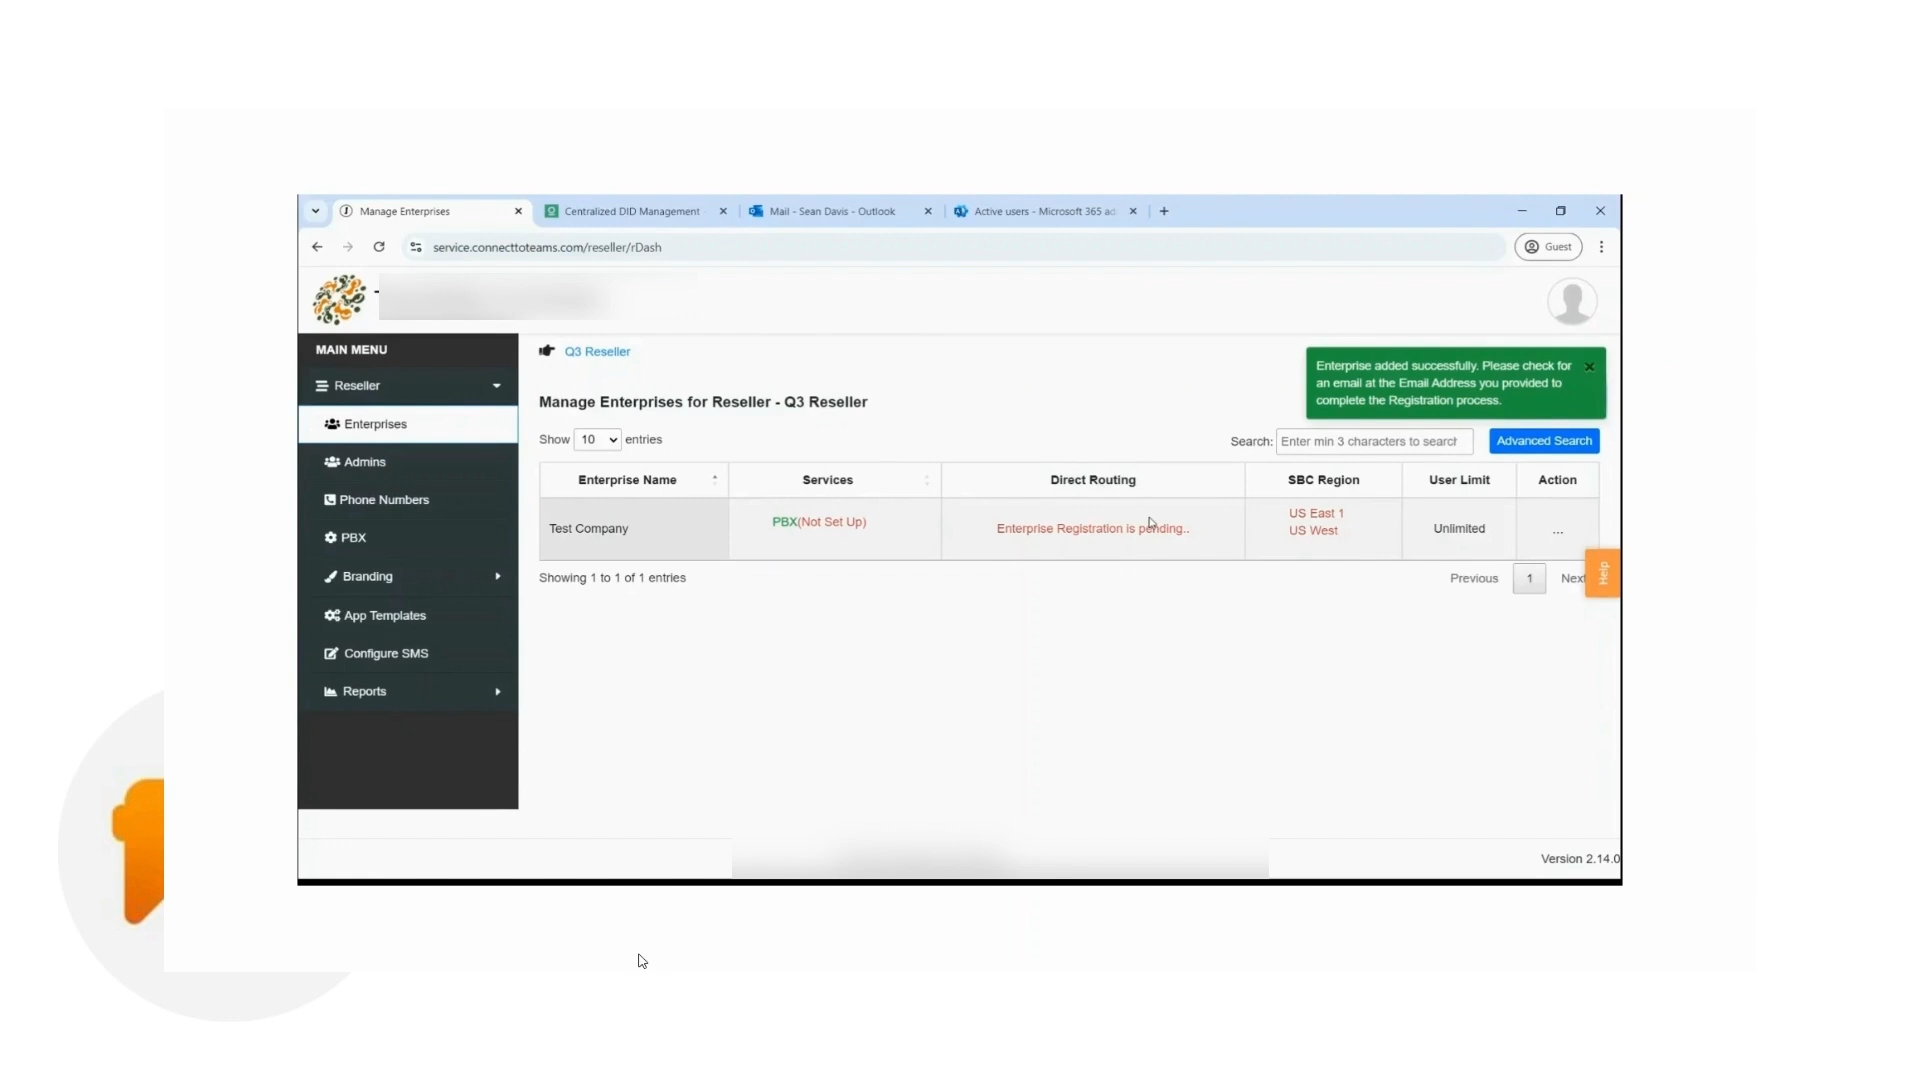 Manage Enterprises
Centralized DID Management
Mail - Sean Davis - Outlook
Active users - Microsoft 365 ad
service.connecttoteams.com/reseller/rDash
Guest
MAIN MENU
Reseller
Enterprises
Admins
Phone Numbers
PBX
Branding
App Templates
Configure SMS
Reports
Q3 Reseller
Enterprise added successfully. Please check for
an email at the Email Address you provided to
complete the Registration process.
Manage Enterprises for Reseller - Q3 Reseller
Show 10 entries
Search: Enter min 3 characters to search
Advanced Search
Enterprise Name Services Direct Routing SBC Region User Limit Action
Test Company PBX(Not Set Up) Enterprise Registration is pending.. US East 1 Unlimited ...
US West
Showing 1 to 1 of 1 entries
Previous 1 Next
Help
Version 2.14.0